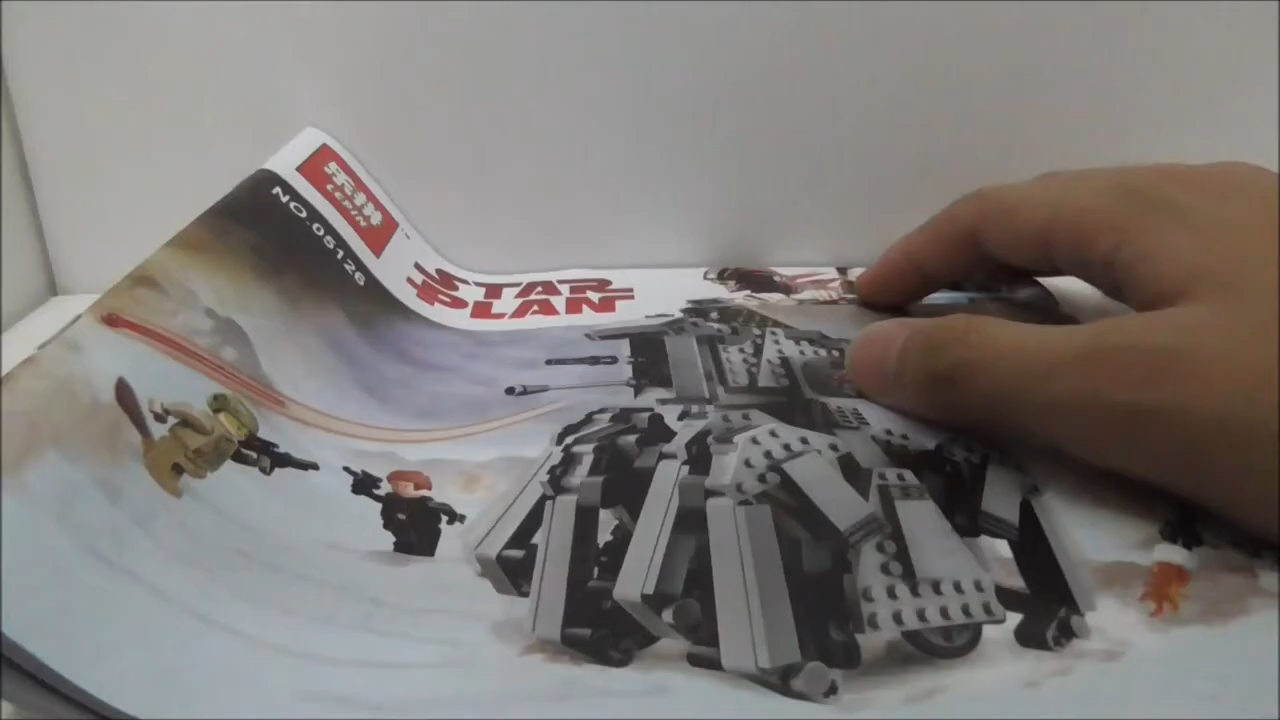 乐拼
LEPIN
NO.05126
STAR
PLAN